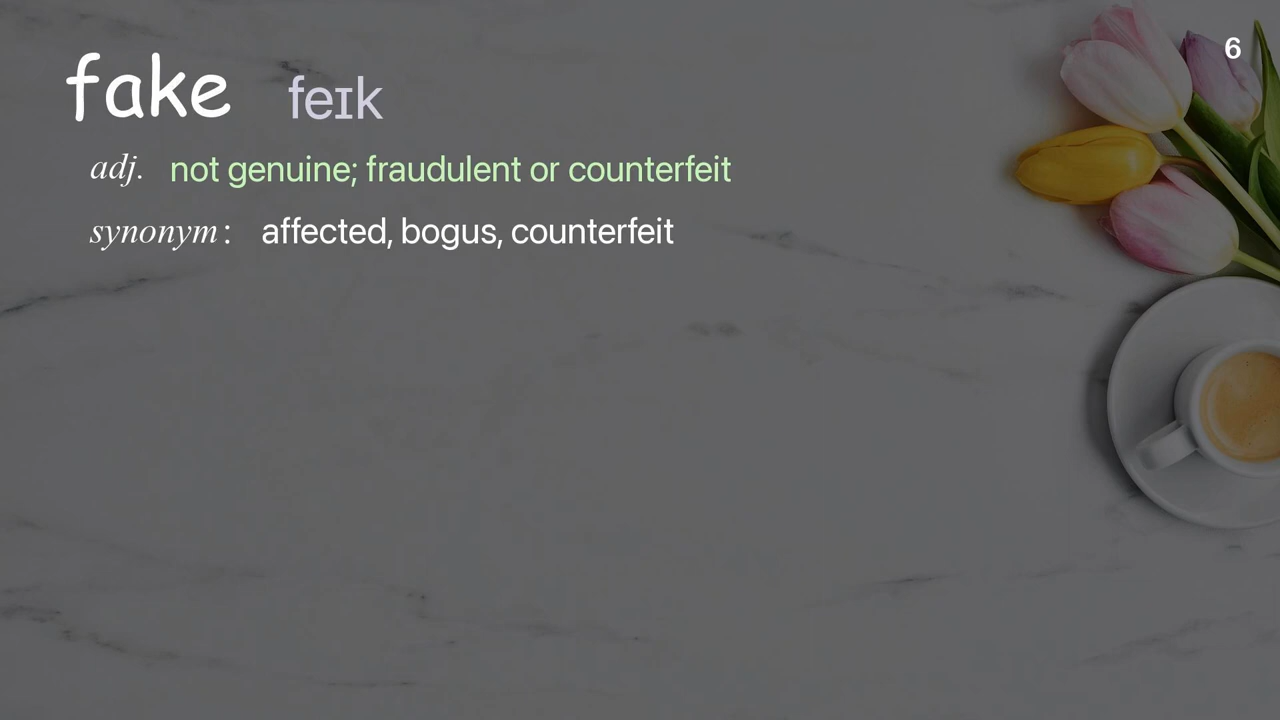 6
fake feɪk
adj. not genuine; fraudulent or counterfeit
synonym : affected, bogus, counterfeit